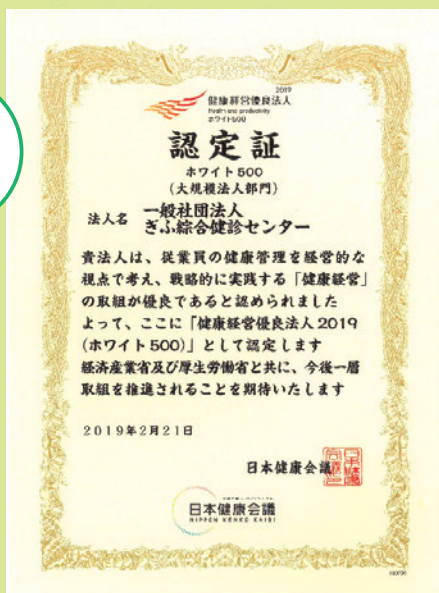 2019
健康経営優良法人
Health and productivity
ホワイト500
認定証
ホワイト500
(大規模法人部門)
法人名 一般社団法人
ぎふ綜合健診センター
貴法人は、従業員の健康管理を経営的な
視点で考え、戦略的に実践する「健康経営」
の取組が優良であると認められました
よって、ここに「健康経営優良法人2019
(ホワイト500)」として認定します
経済産業省及び厚生労働省と共に、今後一層
取組を推進されることを期待いたします
2019年2月21日
日本健康会議
日本健康会議
NIPPON KENKO KAIGI